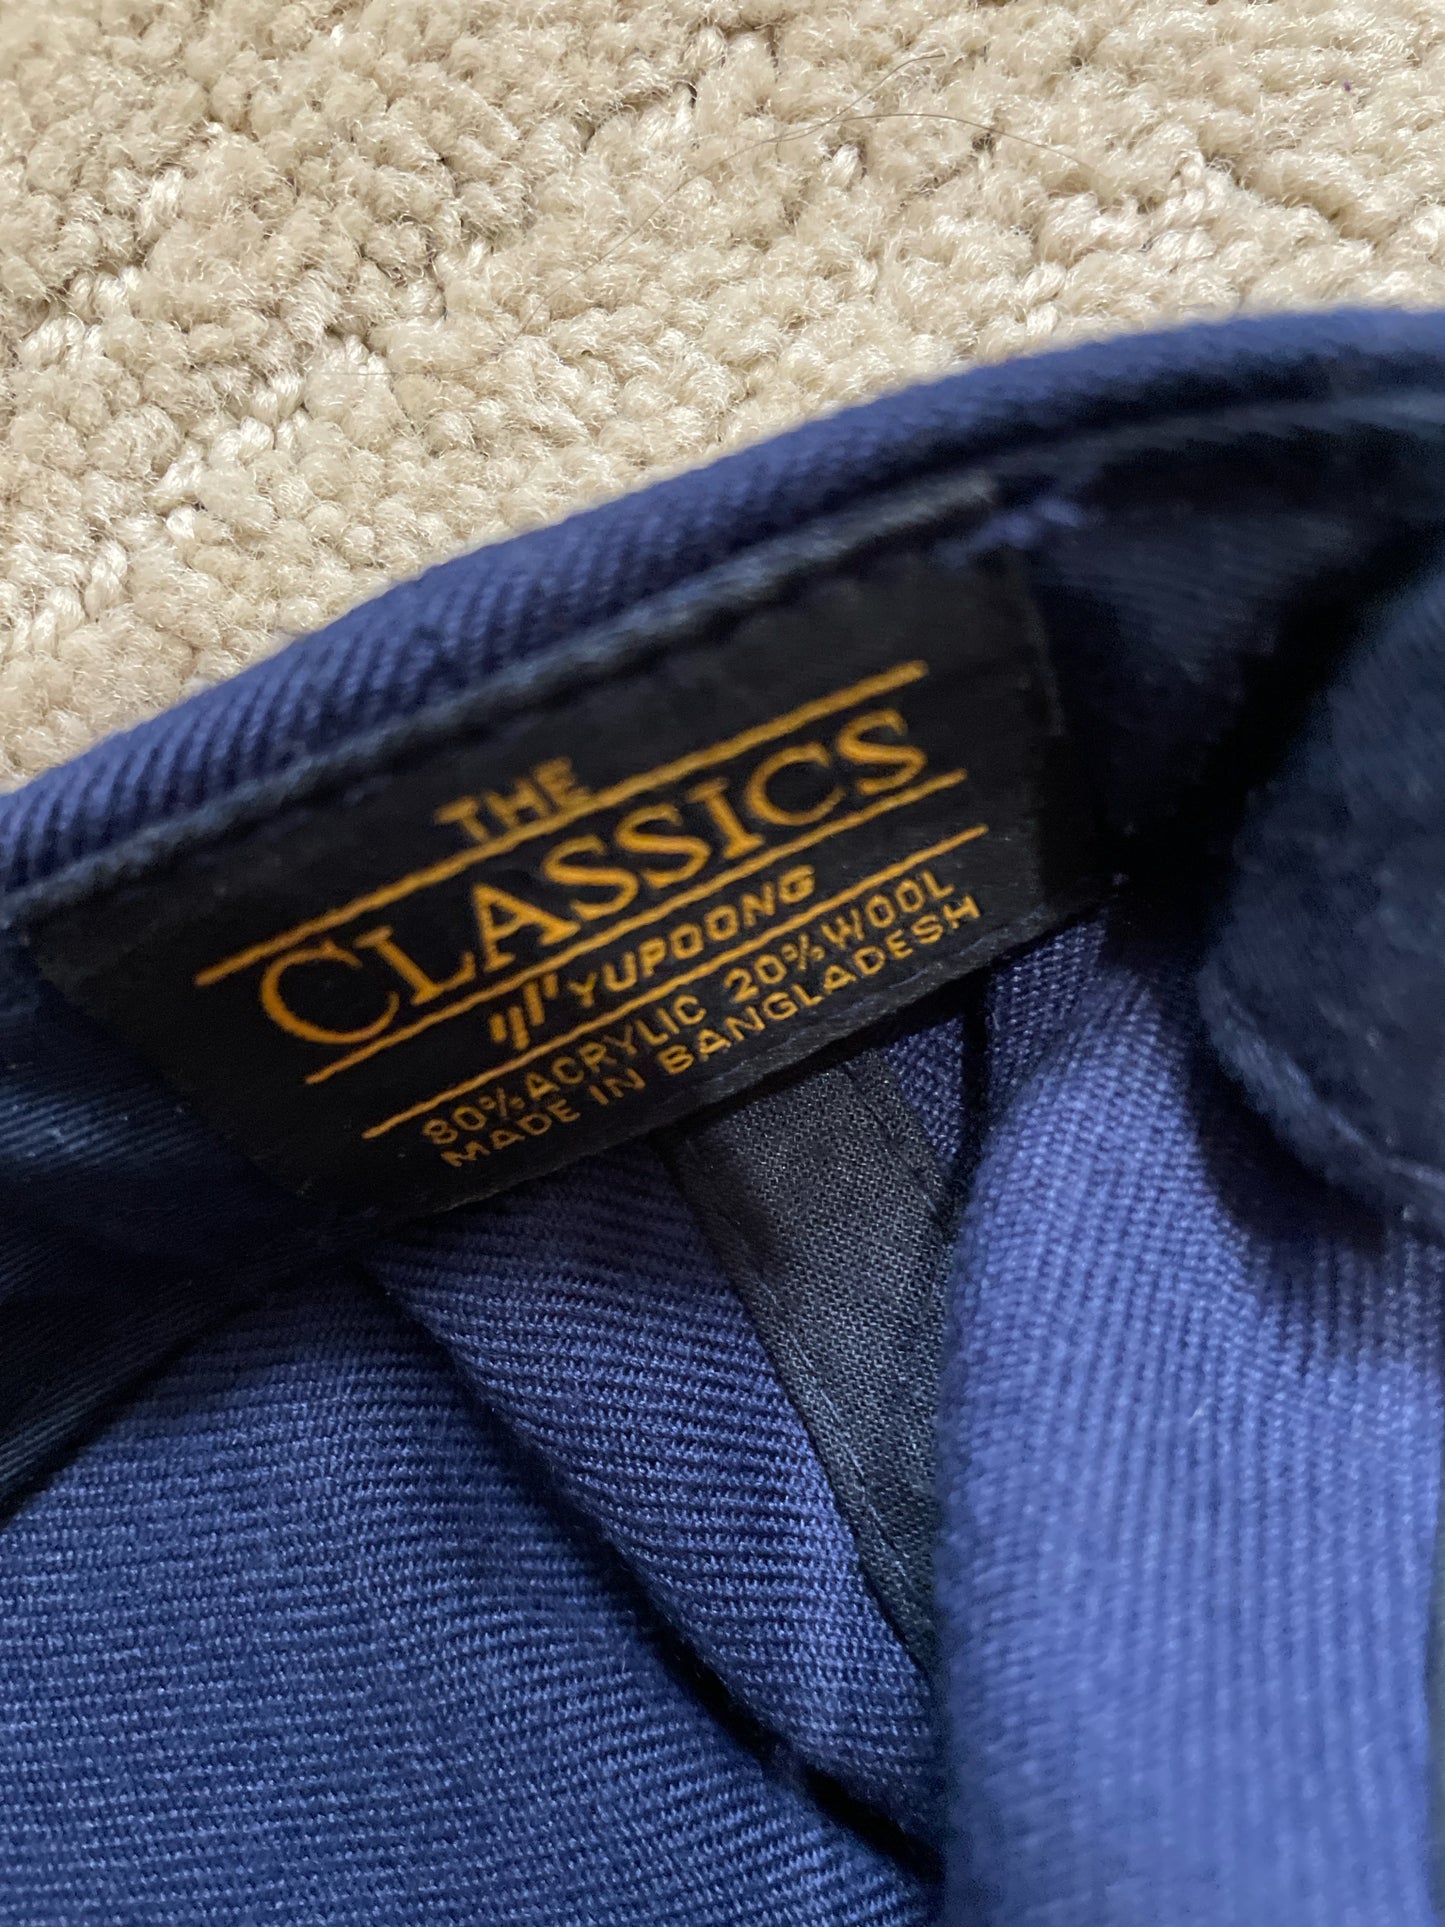 THE
CLASSICS
YUPOONG
80% ACRYLIC 20% WOOL
MADE IN BANGLADESH